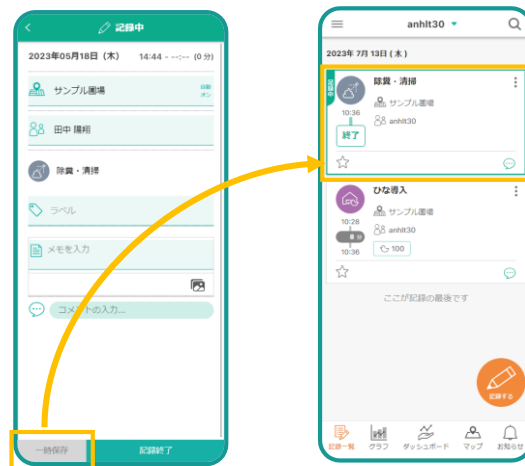 記録中
2023年05月18日（木） 14:44 - --:-- (0 分)
サンプル圃場
自動
オン
田中 陽翔
除糞・清掃
ラベル
メモを入力
コメントの入力...
一時保存
記録終了
anhlt30
2023年 7月 13日 ( 木 )
記録中
除糞・清掃
サンプル圃場
10:36
anhlt30
終了
ひな導入
サンプル圃場
10:28
anhlt30
8 分
10:36
100
ここが記録の最後です
記録する
記録一覧 グラフ ダッシュボード マップ お知らせ